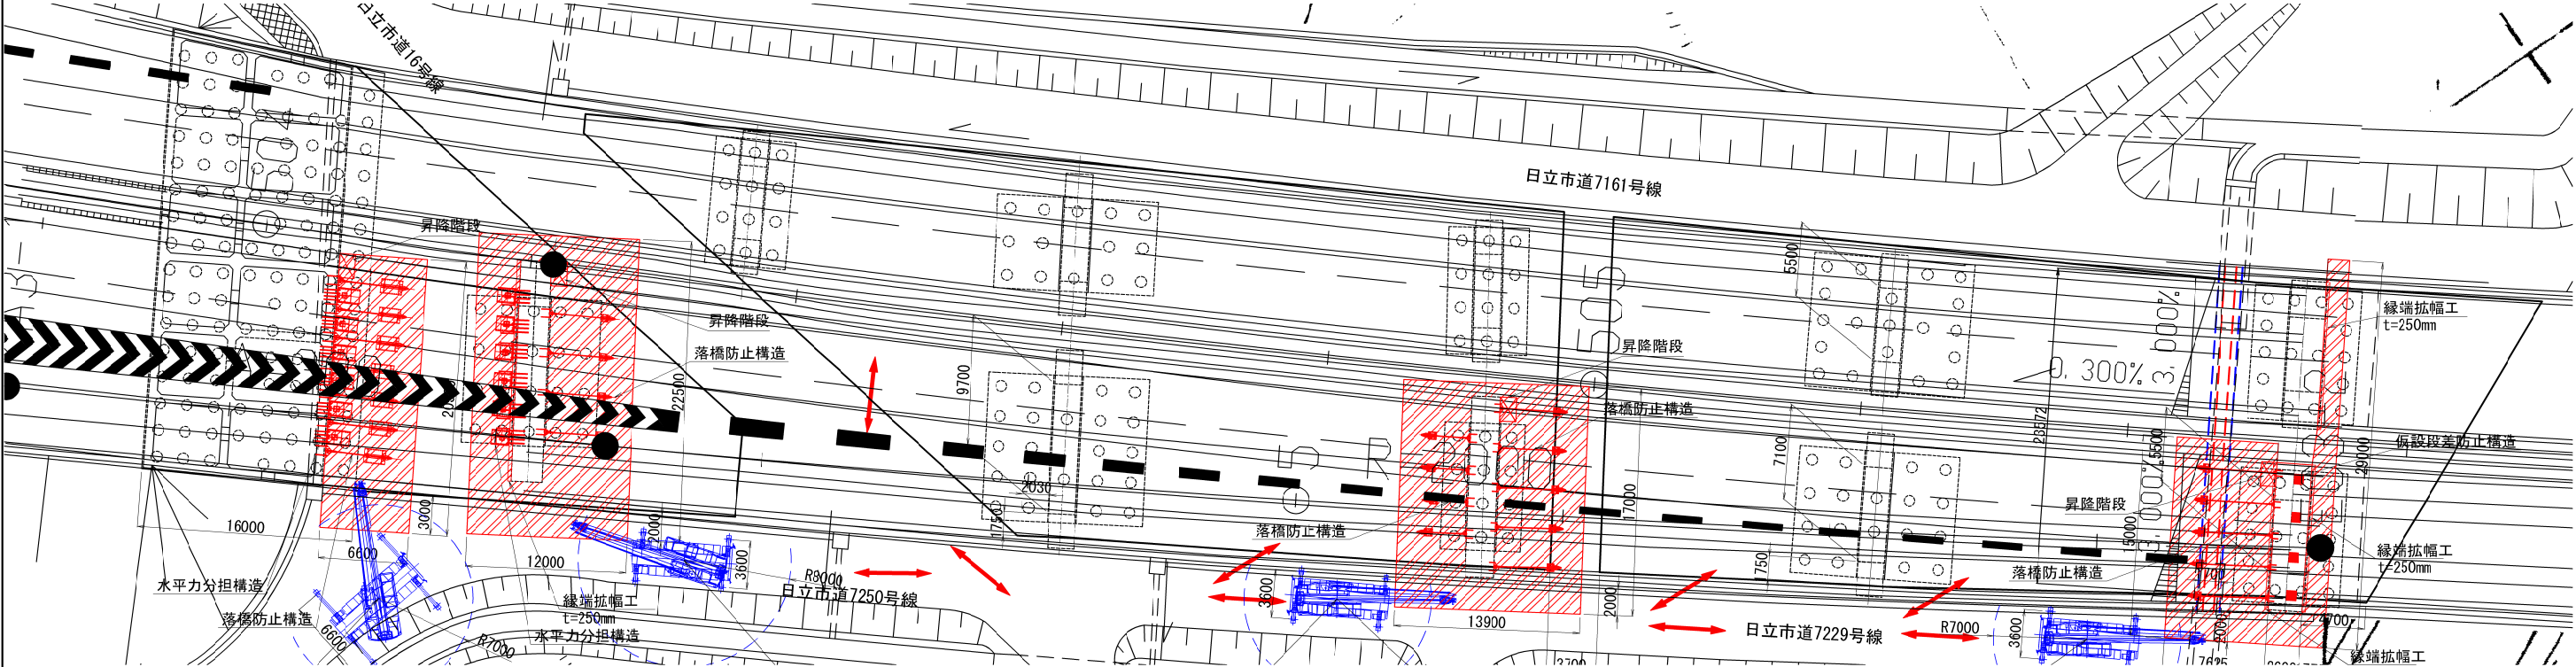 日立市道16号線
日立市道7161号線
昇降階段
昇降階段
落橋防止構造
22500
9700
5500
昇降階段
落橋防止構造
0.300%
3.000%
23572
7100
縁端拡幅工
t=250mm
仮設段差防止構造
29000
5500
昇降階段
落橋防止構造
縁端拡幅工
t=250mm
15000
17000
落橋防止構造
2030
1750
2000
16000
3000
6600
12000
3600
R8000
日立市道7250号線
水平力分担構造
落橋防止構造
6600
縁端拡幅工
t=250mm
水平力分担構造
R7000
3600
13900
2000
日立市道7229号線
R7000
3600
4700
7625
縁端拡幅工